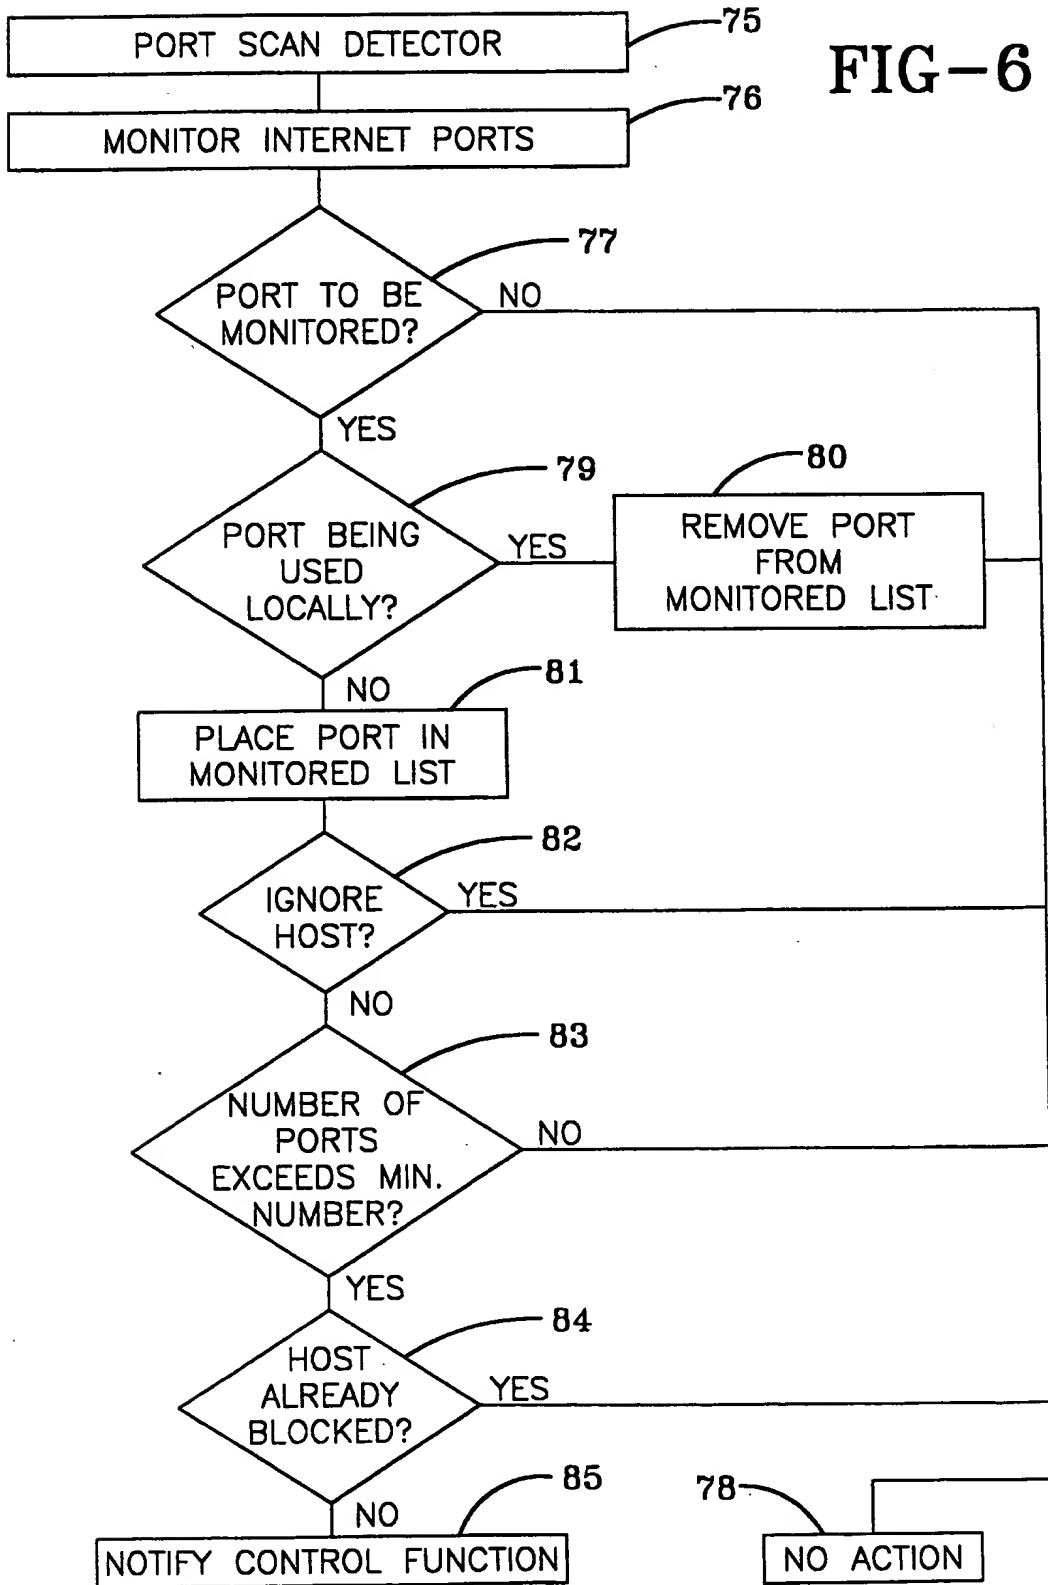 PORT SCAN DETECTOR
75
FIG-6
MONITOR INTERNET PORTS
76
PORT TO BE
MONITORED?
77
NO
YES
PORT BEING
USED
LOCALLY?
79
YES
REMOVE PORT
FROM
MONITORED LIST
80
NO
PLACE PORT IN
MONITORED LIST
81
IGNORE
HOST?
82
YES
NO
NUMBER OF
PORTS
EXCEEDS MIN.
NUMBER?
83
NO
YES
HOST
ALREADY
BLOCKED?
84
YES
NO
NOTIFY CONTROL FUNCTION
85
78
NO ACTION